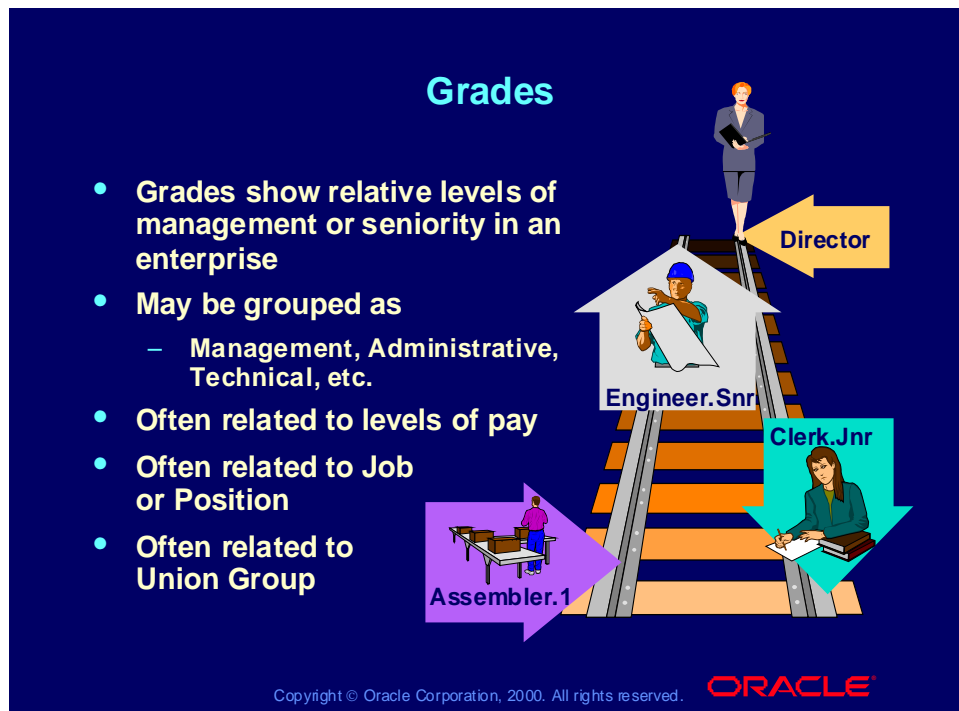 Grades
• Grades show relative levels of
management or seniority in an
enterprise
• May be grouped as
– Management, Administrative,
Technical, etc.
• Often related to levels of pay
• Often related to Job
or Position
• Often related to
Union Group
Director
Engineer.Snr
Clerk.Jnr
Assembler.1
Copyright © Oracle Corporation, 2000. All rights reserved.
ORACLE®